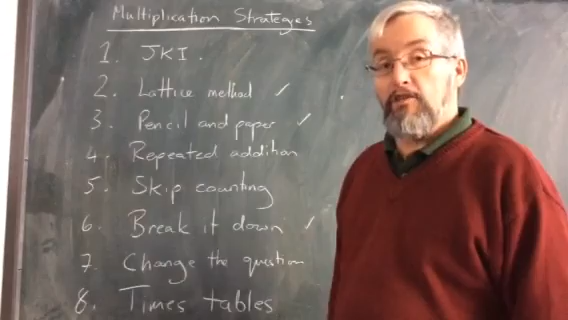 Multiplication Strategies
1. JKI.
2. Lattice method ✓
3. Pencil and paper ✓
4. Repeated addition
5. Skip counting
6. Break it down ✓
7. Change the question
8. Times tables